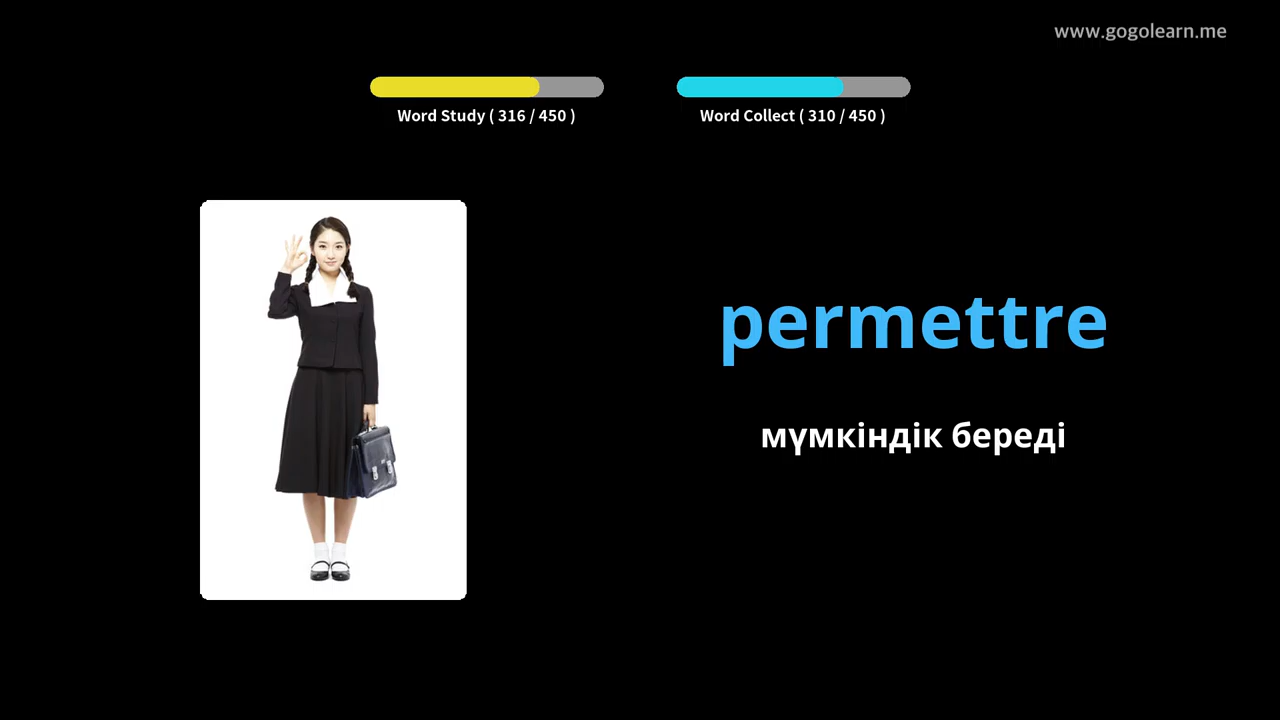 www.gogolearn.me
Word Study ( 316 / 450 )
Word Collect ( 310 / 450 )
permettre
мүмкіндік береді